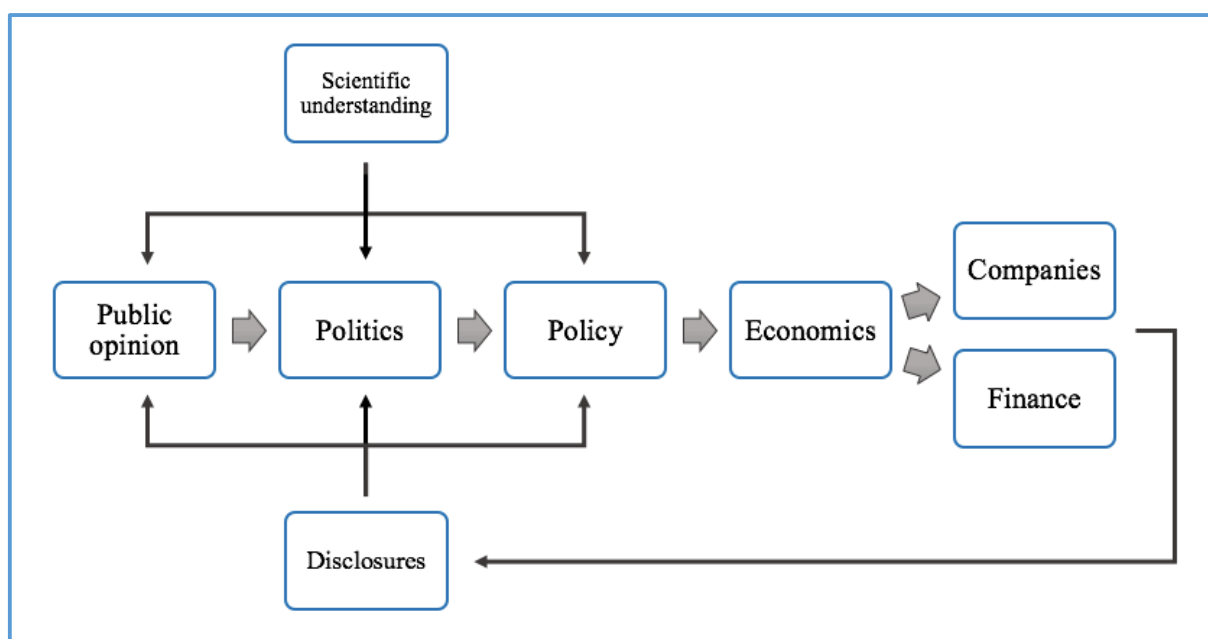 Scientific
understanding
Public
opinion
Politics
Policy
Economics
Companies
Finance
Disclosures